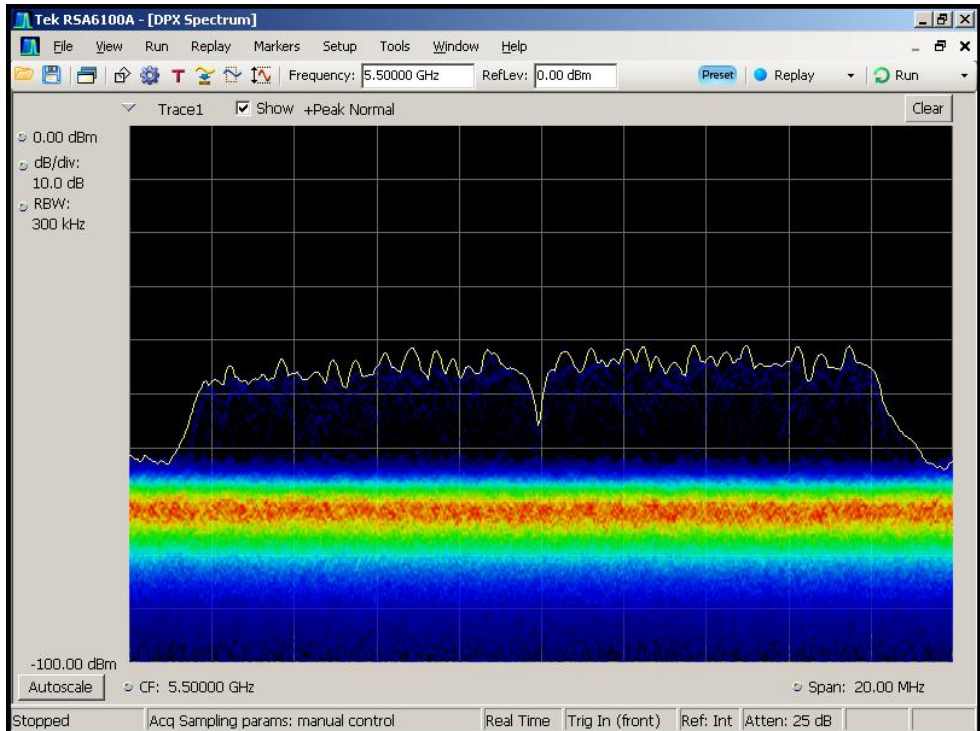 Tek RSA6100A - [DPX Spectrum]
File View Run Replay Markers Setup Tools Window Help
T Frequency: 5.50000 GHz RefLev: 0.00 dBm Preset Replay Run
Trace1 Show +Peak Normal Clear
0.00 dBm
dB/div:
10.0 dB
RBW:
300 kHz
-100.00 dBm
Autoscale CF: 5.50000 GHz Span: 20.00 MHz
Stopped Acq Sampling params: manual control Real Time Trig In (front) Ref: Int Atten: 25 dB